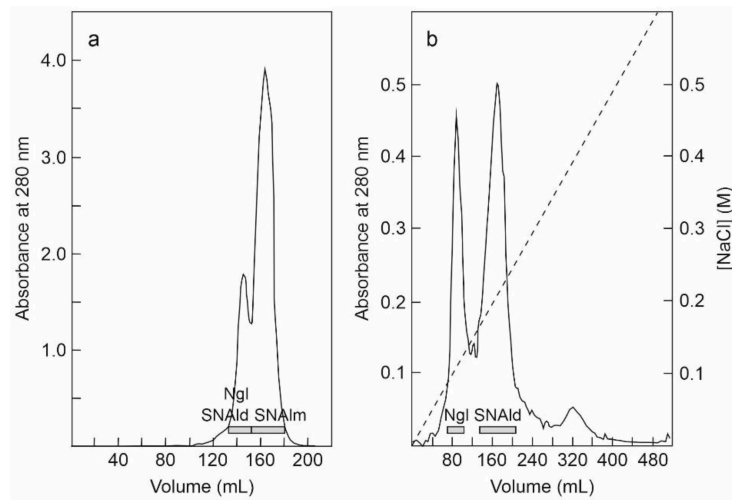 a
4.0
3.0
2.0
1.0
Absorbance at 280 nm
NgI
SNAId SNAIm
40 80 120 160 200
Volume (mL)
b
0.5
0.4
0.3
0.2
0.1
Absorbance at 280 nm
NgI SNAId
0.5
0.4
0.3
0.2
0.1
[NaCl] (M)
80 160 240 320 400 480
Volume (mL)